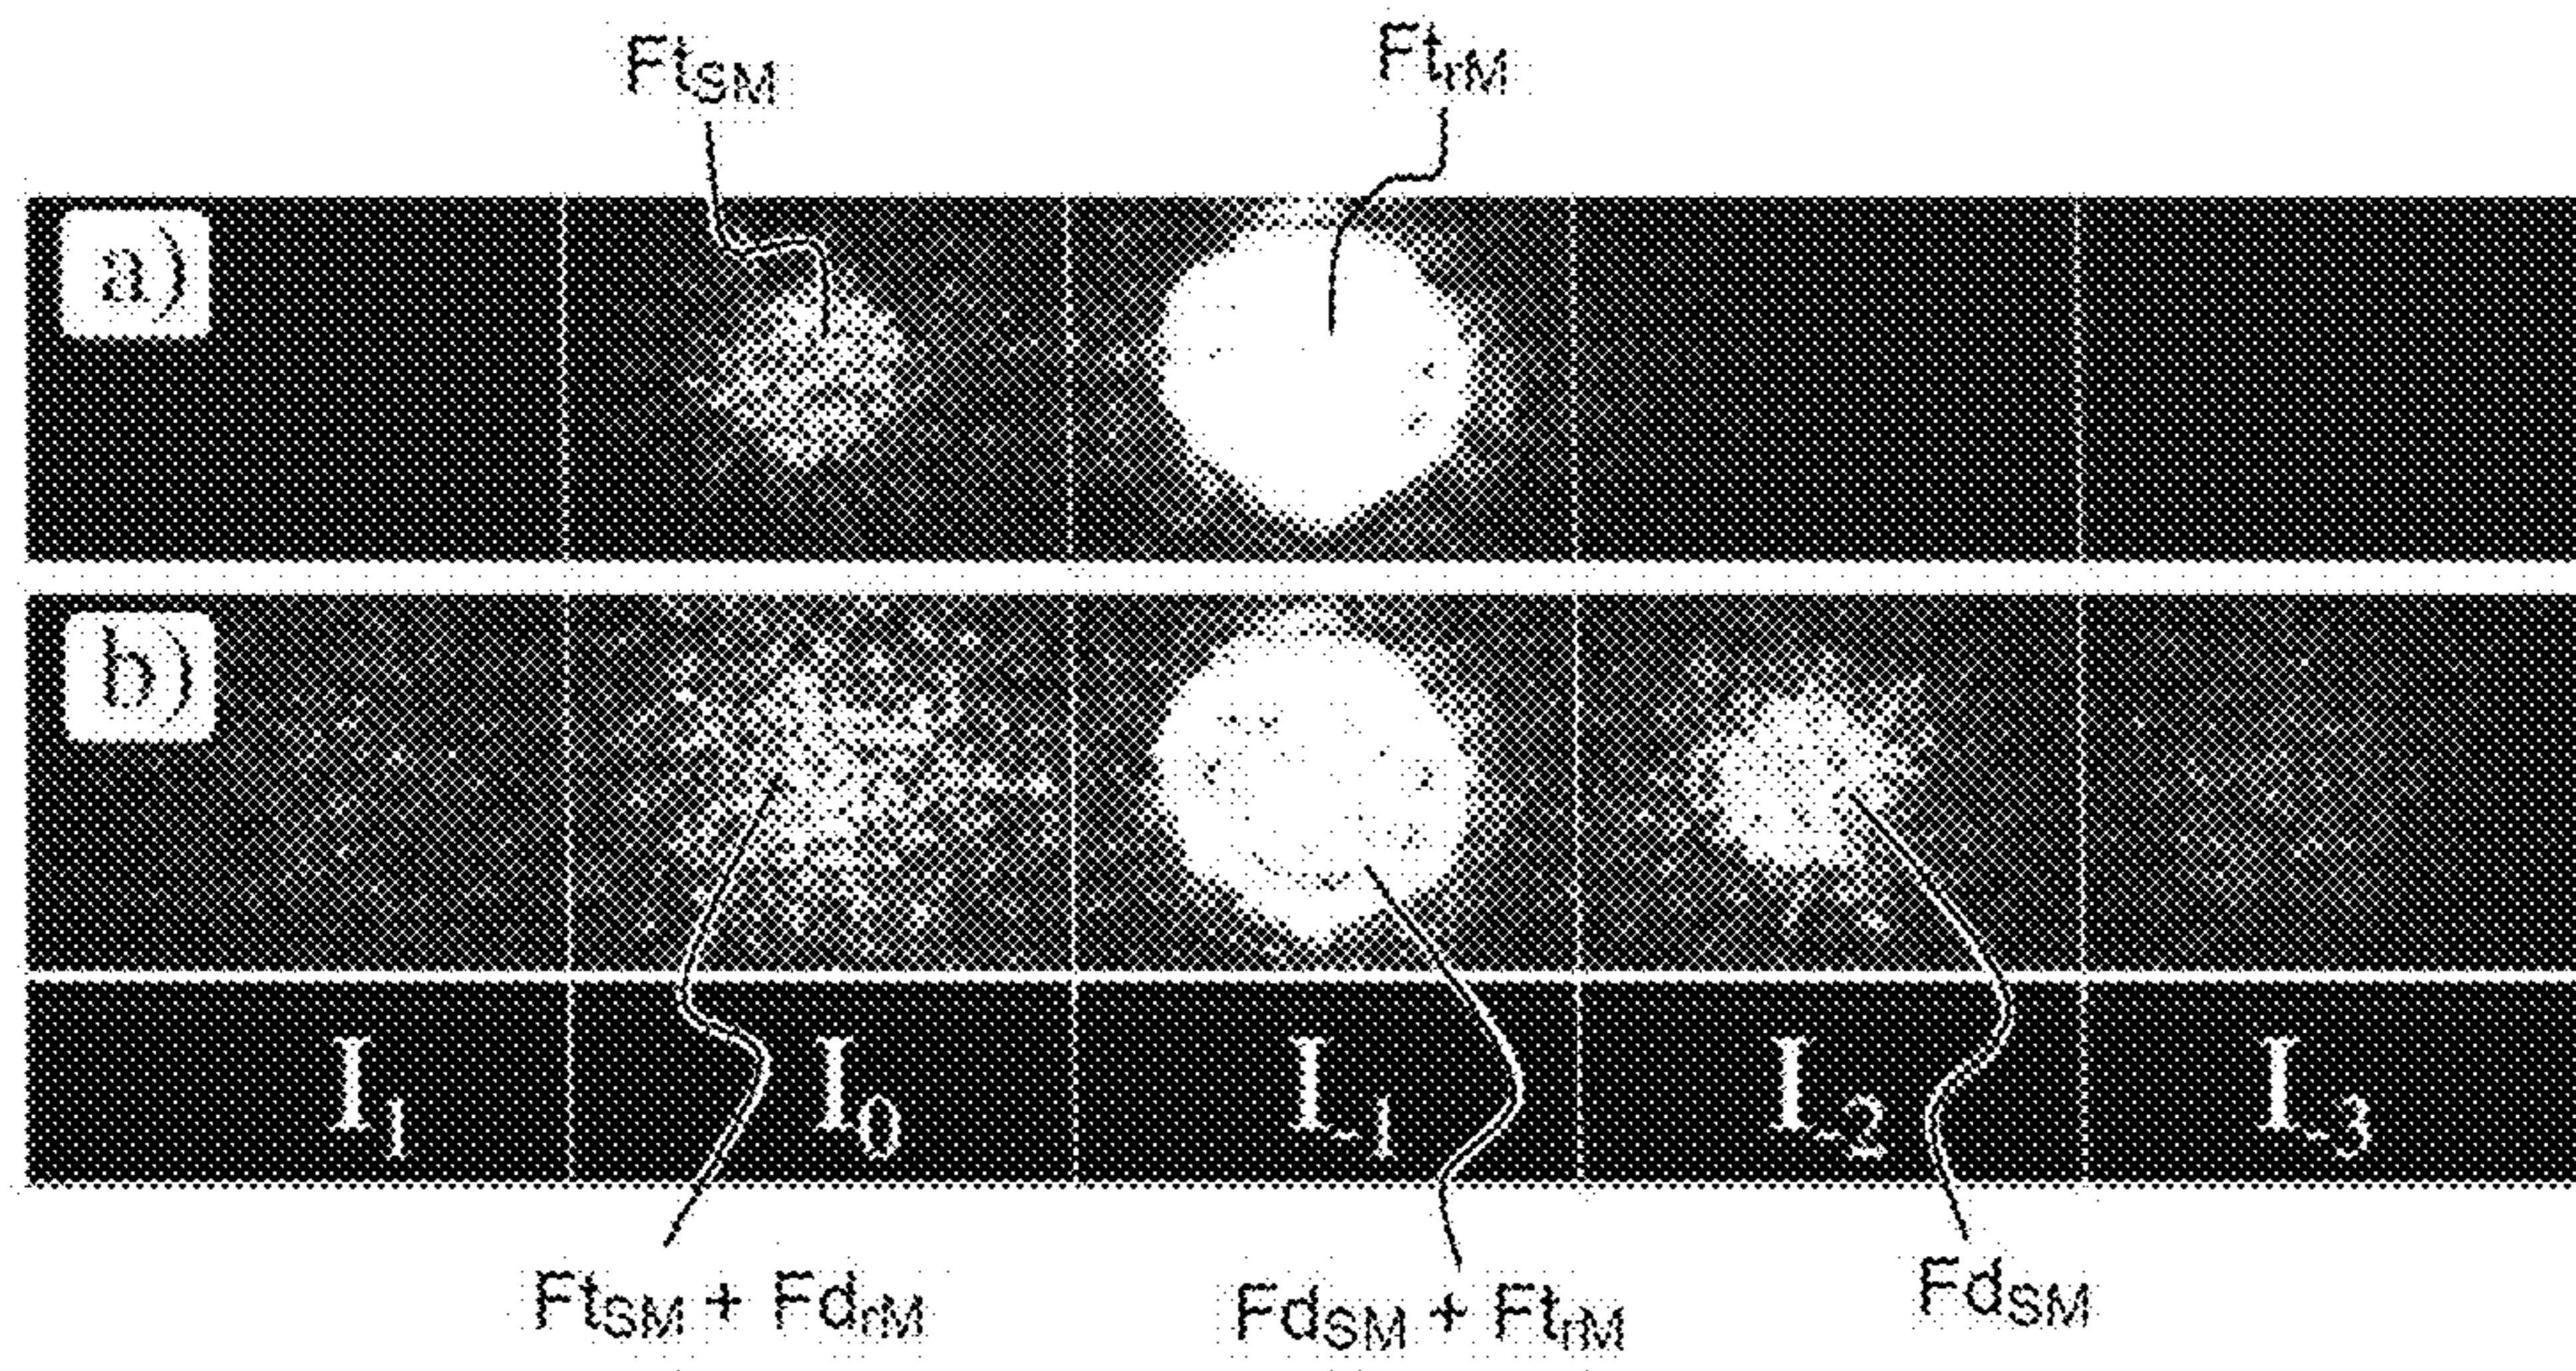 Ft_SM Ft_rM
a)
b)
I_1 I_0 I_-1 I_-2 I_-3
Ft_SM + Fd_rM Fd_SM + Ft_rM Fd_SM